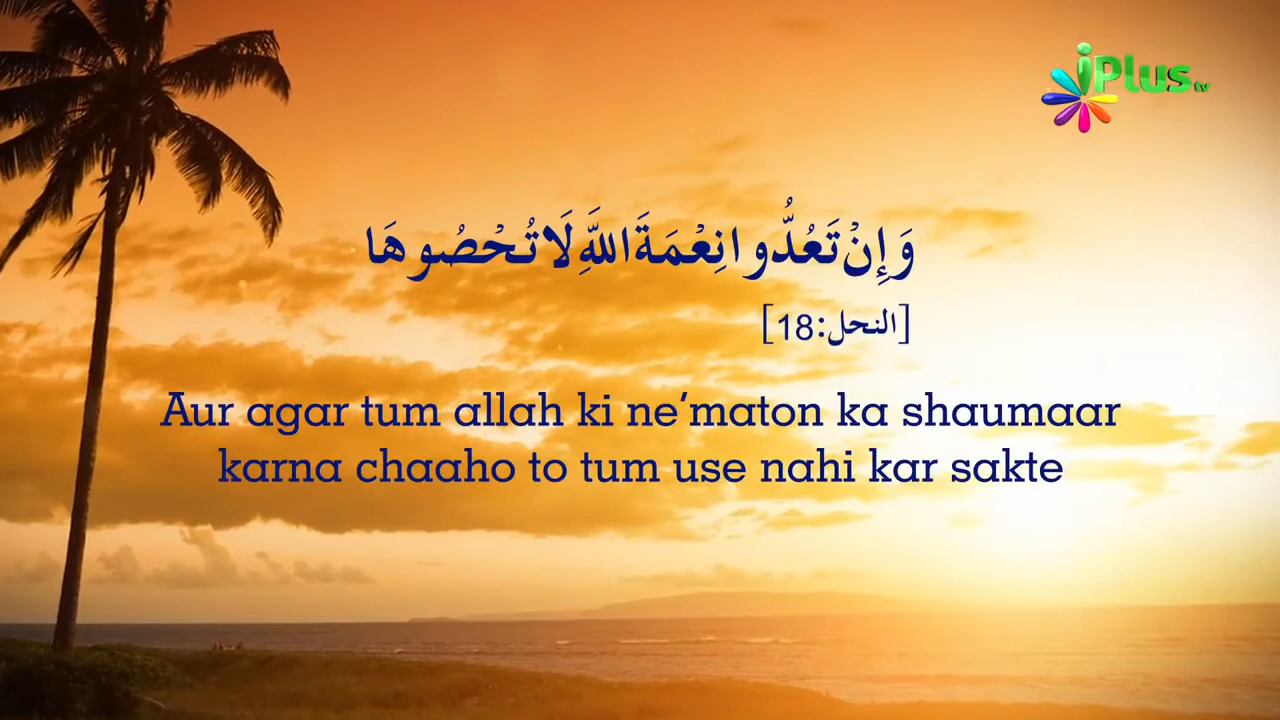 iPlus tv
وَإِنْ تَعُدُّوا نِعْمَةَ اللَّهِ لَا تُحْصُوهَا
[النحل:18]
Aur agar tum allah ki ne’maton ka shaumaar
karna chaaho to tum use nahi kar sakte